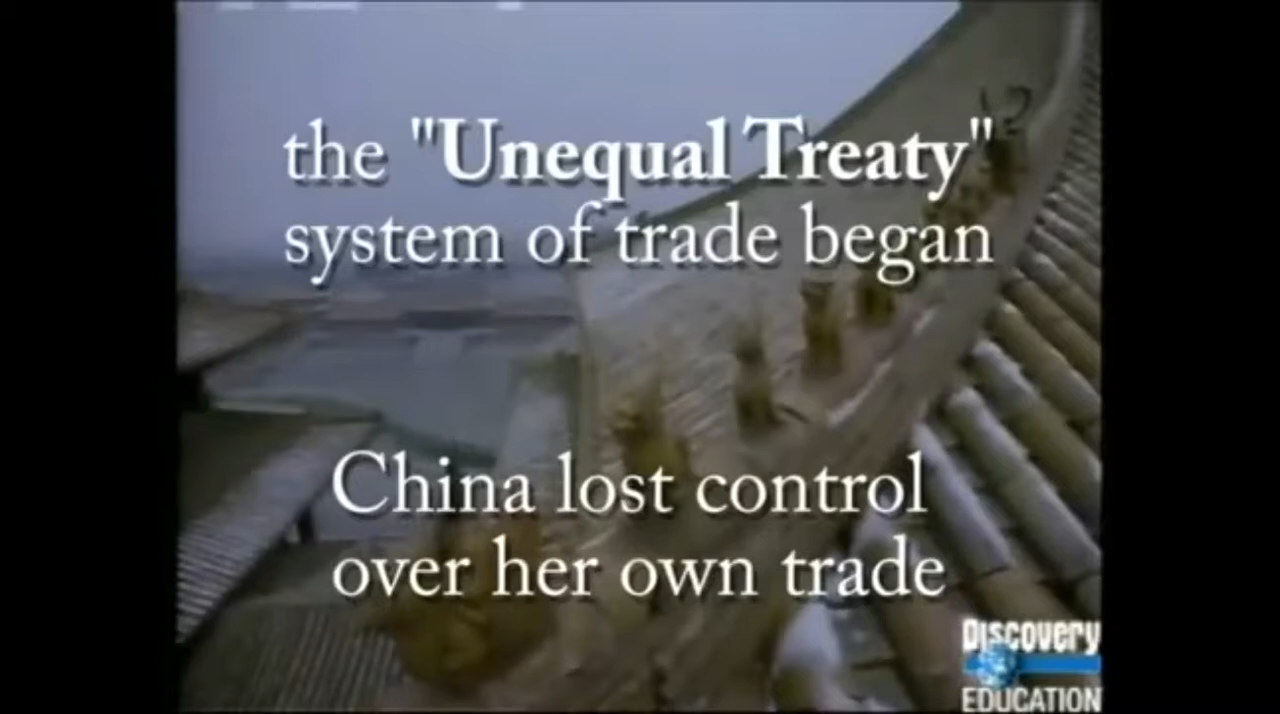 the "Unequal Treaty"
system of trade began
China lost control
over her own trade
Discovery
EDUCATION